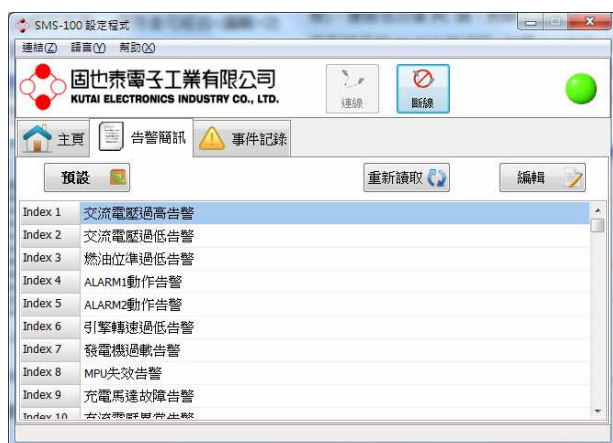 SMS-100 設定程式
連結(Z) 語言(Y) 幫助(X)
固也泰電子工業有限公司
KUTAI ELECTRONICS INDUSTRY CO., LTD.
連線
斷線
主頁 告警簡訊 事件記錄
預設 重新讀取 編輯
Index 1 交流電壓過高告警
Index 2 交流電壓過低告警
Index 3 燃油位準過低告警
Index 4 ALARM1動作告警
Index 5 ALARM2動作告警
Index 6 引擎轉速過低告警
Index 7 發電機過載告警
Index 8 MPU失效告警
Index 9 充電馬達故障告警
Index 10